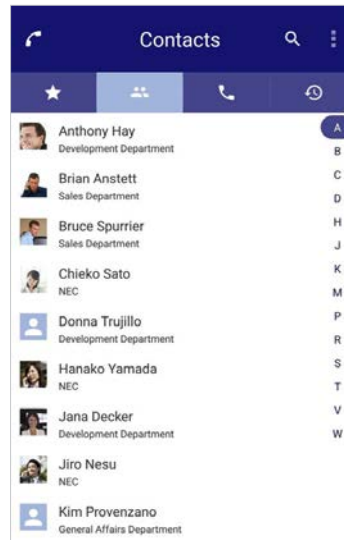 Contacts
Anthony Hay
Development Department
Brian Anstett
Sales Department
Bruce Spurrier
Sales Department
Chieko Sato
NEC
Donna Trujillo
Development Department
Hanako Yamada
NEC
Jana Decker
Development Department
Jiro Nesu
NEC
Kim Provenzano
General Affairs Department
A
B
C
D
H
J
K
M
P
R
S
T
V
W